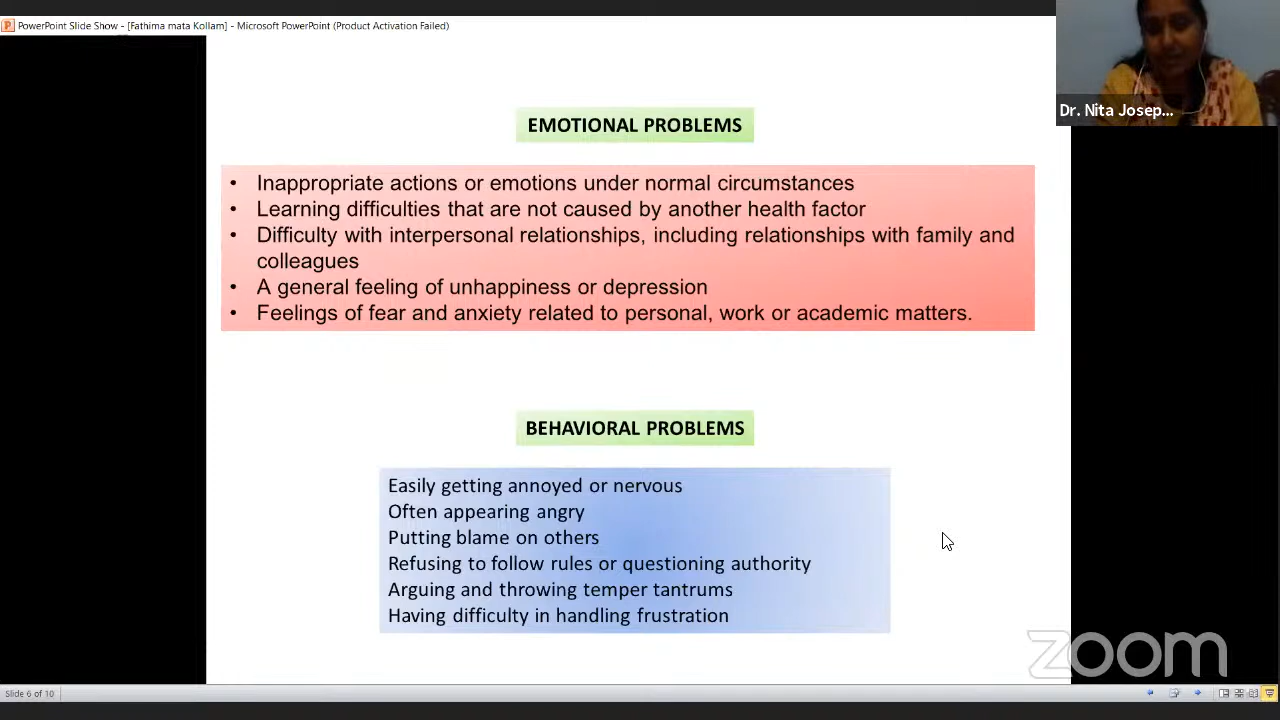 PowerPoint Slide Show - [Fathima mata Kollam] - Microsoft PowerPoint (Product Activation Failed)
Dr. Nita Josep...
EMOTIONAL PROBLEMS
• Inappropriate actions or emotions under normal circumstances
• Learning difficulties that are not caused by another health factor
• Difficulty with interpersonal relationships, including relationships with family and
colleagues
• A general feeling of unhappiness or depression
• Feelings of fear and anxiety related to personal, work or academic matters.
BEHAVIORAL PROBLEMS
Easily getting annoyed or nervous
Often appearing angry
Putting blame on others
Refusing to follow rules or questioning authority
Arguing and throwing temper tantrums
Having difficulty in handling frustration
zoom
Slide 6 of 10